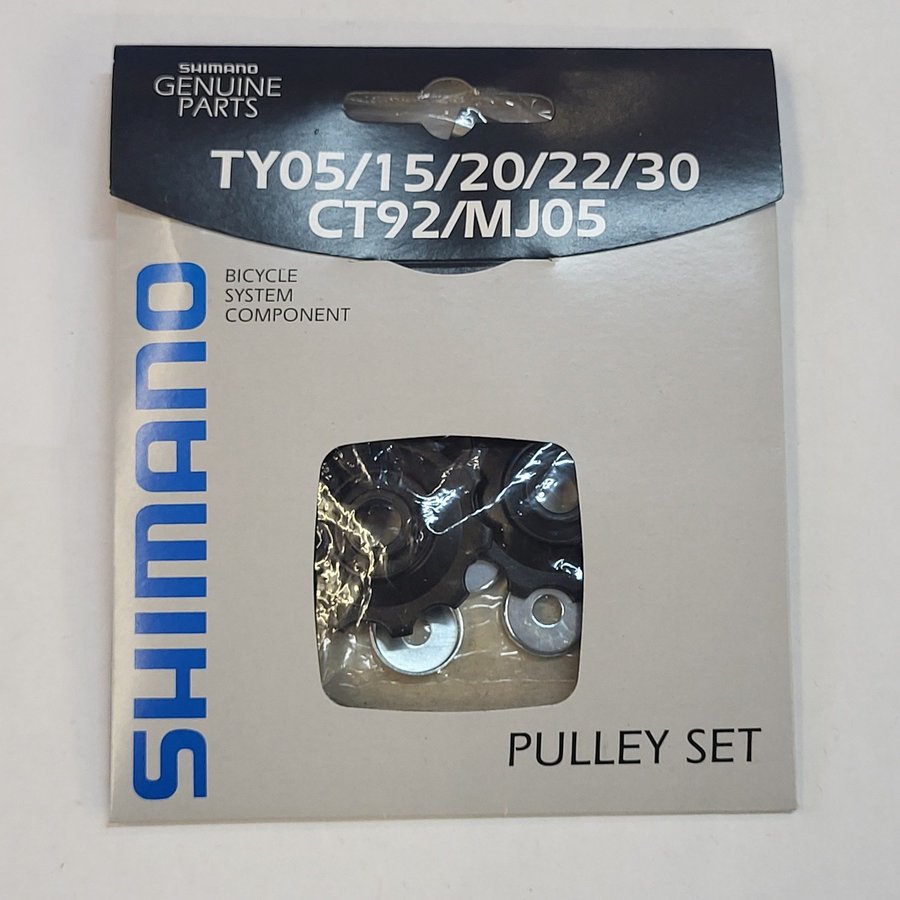 SHIMANO
GENUINE
PARTS
TY05/15/20/22/30
CT92/MJ05
BICYCLE
SYSTEM
COMPONENT
SHIMANO
PULLEY SET